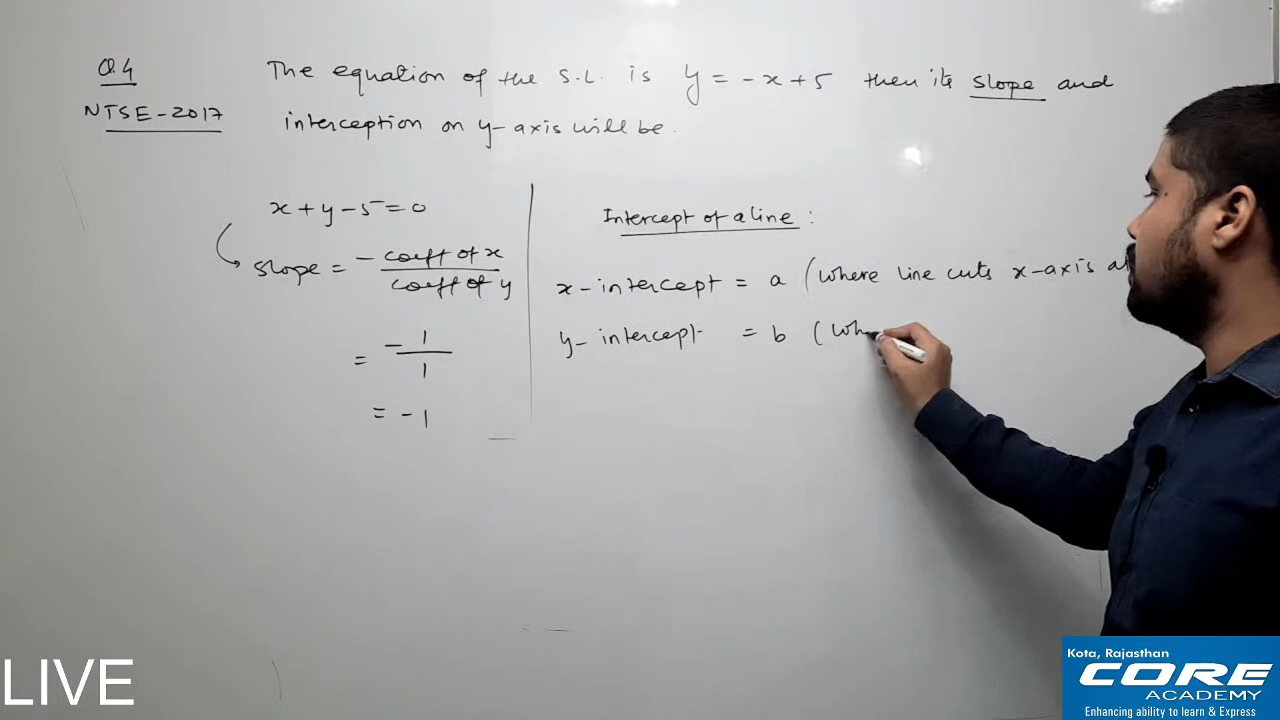 Q.4
NTSE-2017
The equation of the S.L. is y = -x+5 then its slope and
interception on y-axis will be.
x+y-5=0
slope = - coeff of x / coeff of y
= - 1 / 1
= -1
Intercept of a line :
x-intercept = a (where line cuts x-axis
y-intercept = b (Wh
LIVE
Kota, Rajasthan
CORE
ACADEMY
Enhancing ability to learn & Express